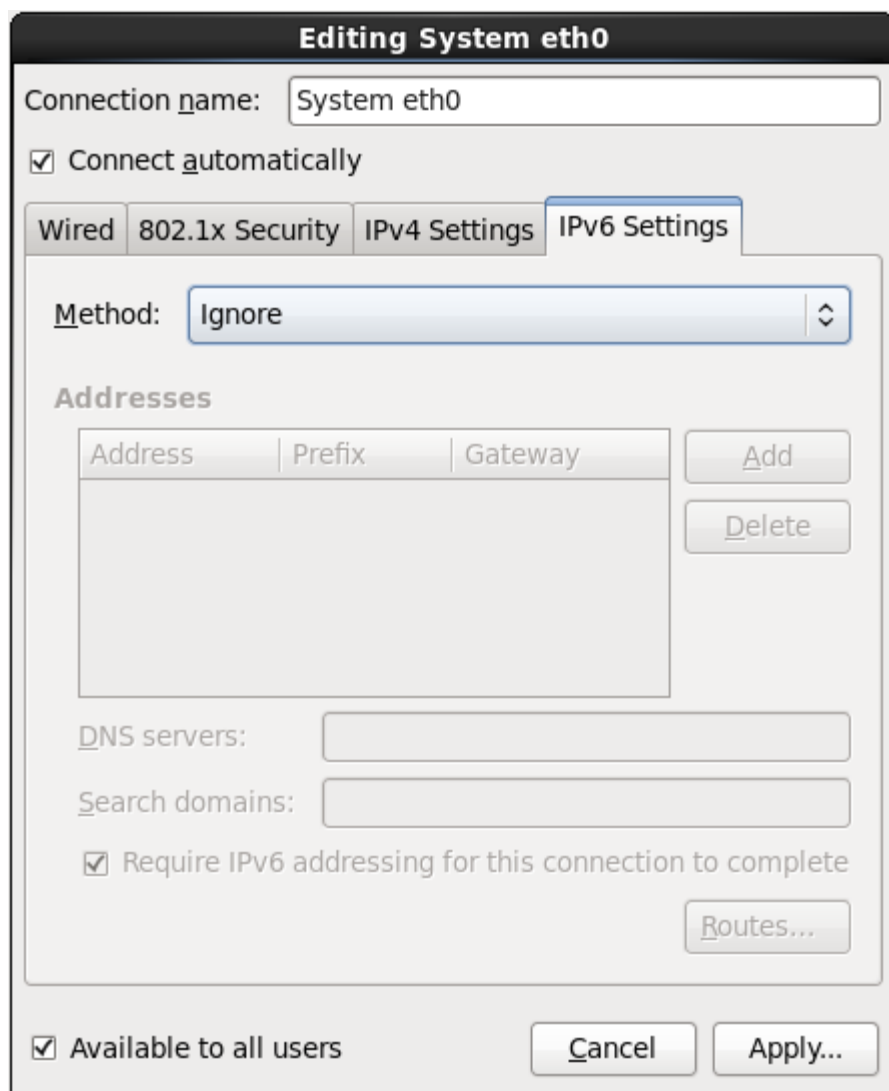 Editing System eth0
Connection name: System eth0
Connect automatically
Wired 802.1x Security IPv4 Settings IPv6 Settings
Method: Ignore
Addresses
Address Prefix Gateway Add
Delete
DNS servers:
Search domains:
Require IPv6 addressing for this connection to complete
Routes...
Available to all users Cancel Apply...